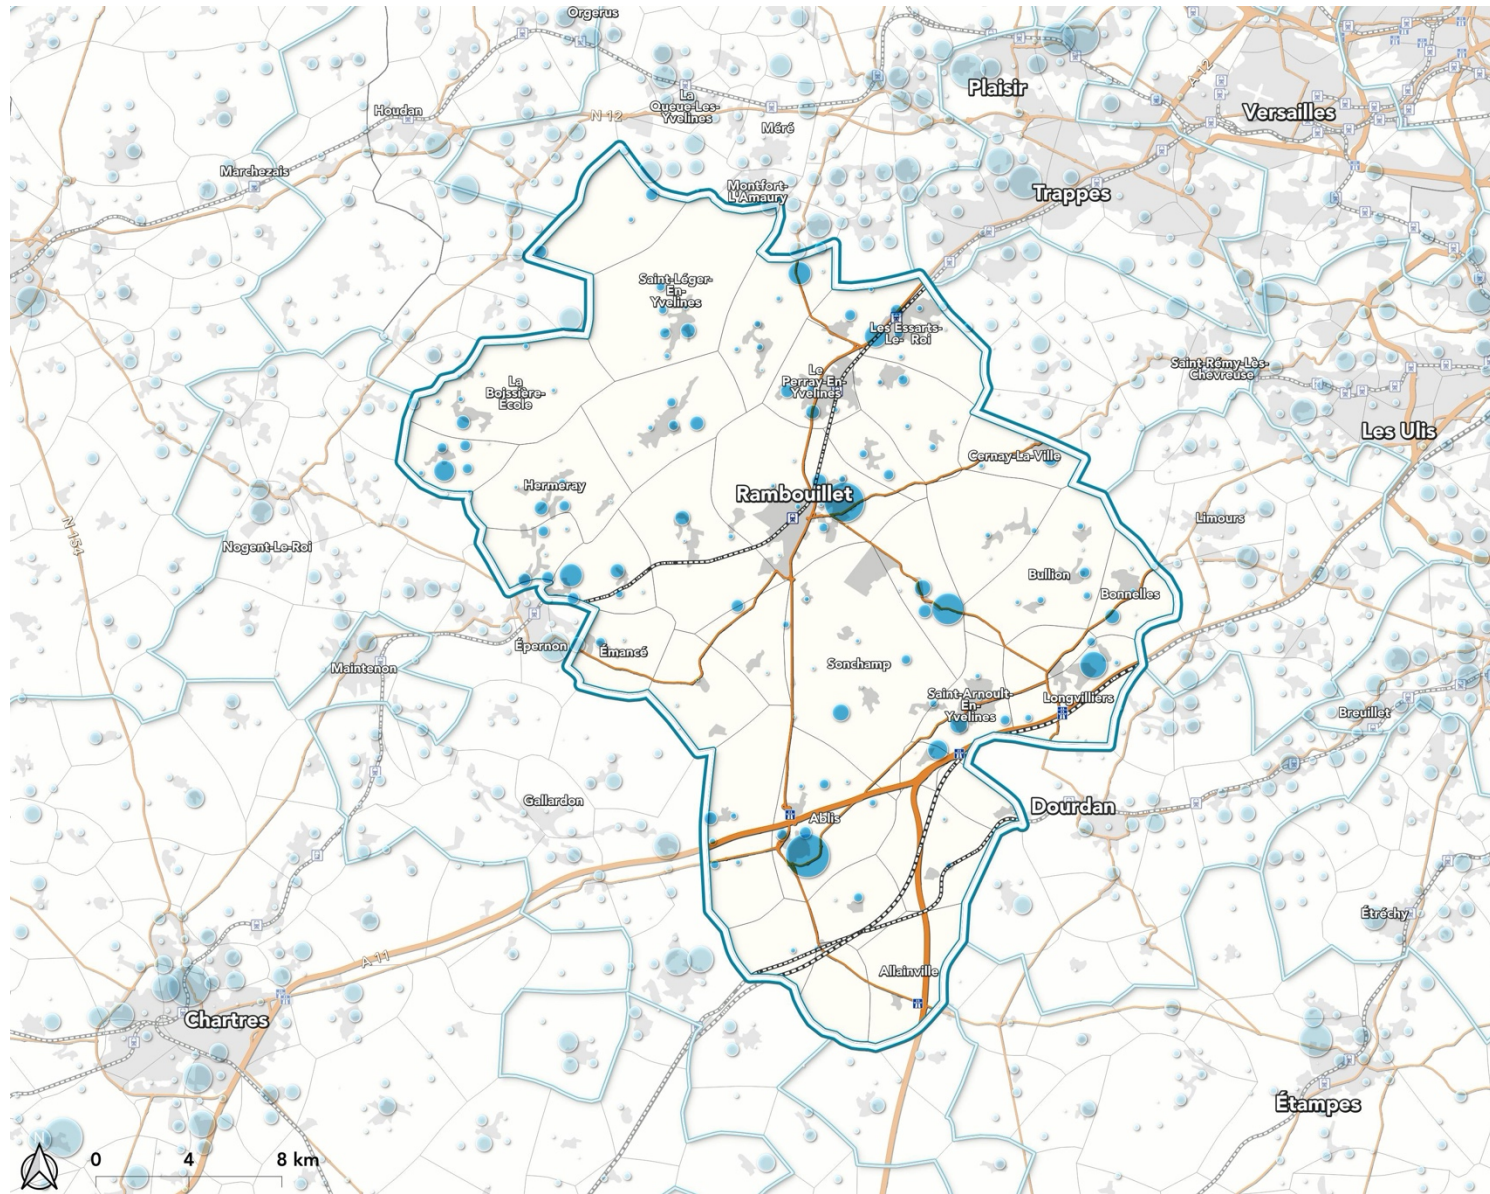 Orgerus
Plaisir
A 12
La
Queue-Les-
Yvelines
Houdan
N 12
Versailles
Méré
Marchezais
Montfort-
L'Amaury
Trappes
Saint-Léger-
En-
Yvelines
Les Essarts-
Le- Roi
La
Boissière-
Ecole
Le
Perray-En-
Yvelines
Saint-Rémy-Lès-
Chevreuse
Les Ulis
Cernay-La-Ville
Hermeray
Rambouillet
Limours
N 154
Nogent-Le-Roi
Bullion
Bonnelles
Épernon
Émancé
Maintenon
Sonchamp
Saint-Arnoult-
En-
Yvelines
Longvilliers
Breuillet
Gallardon
Ablis
Dourdan
Étréchy
A 11
Allainville
Chartres
Étampes
N
0 4 8 km